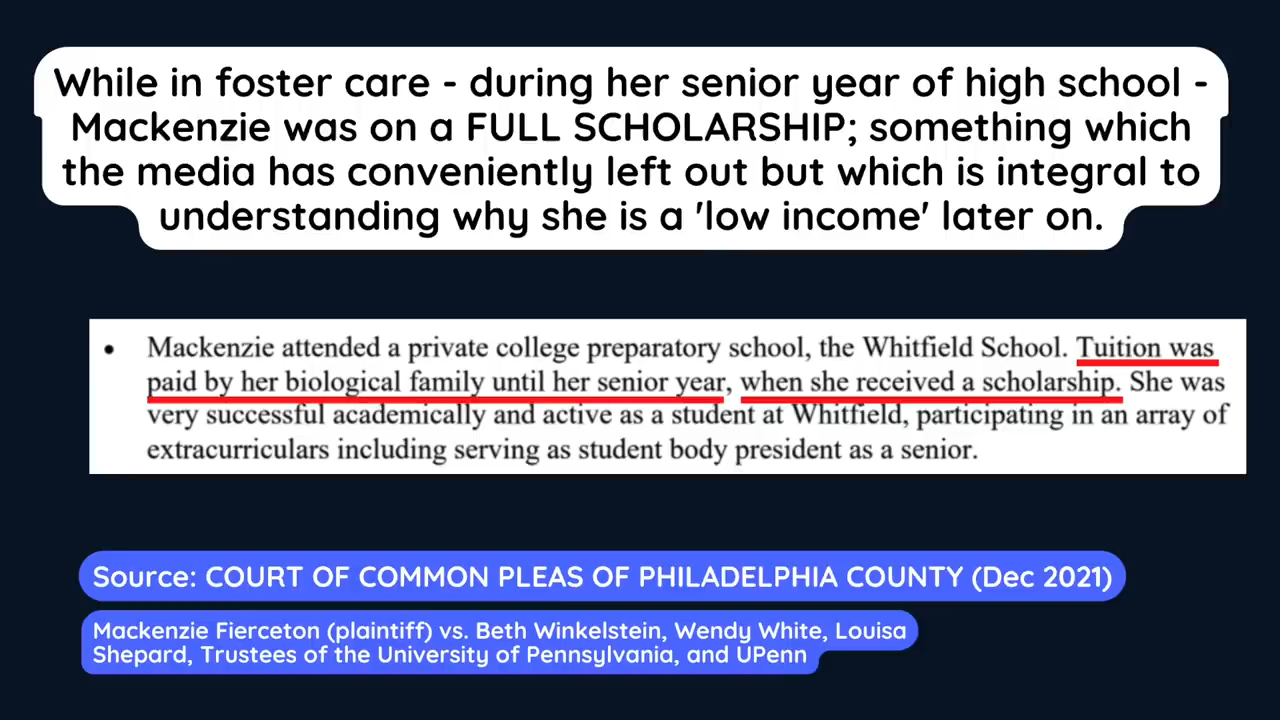 While in foster care - during her senior year of high school -
Mackenzie was on a FULL SCHOLARSHIP; something which
the media has conveniently left out but which is integral to
understanding why she is a 'low income' later on.
• Mackenzie attended a private college preparatory school, the Whitfield School. Tuition was
paid by her biological family until her senior year, when she received a scholarship. She was
very successful academically and active as a student at Whitfield, participating in an array of
extracurriculars including serving as student body president as a senior.
Source: COURT OF COMMON PLEAS OF PHILADELPHIA COUNTY (Dec 2021)
Mackenzie Fierceton (plaintiff) vs. Beth Winkelstein, Wendy White, Louisa
Shepard, Trustees of the University of Pennsylvania, and UPenn